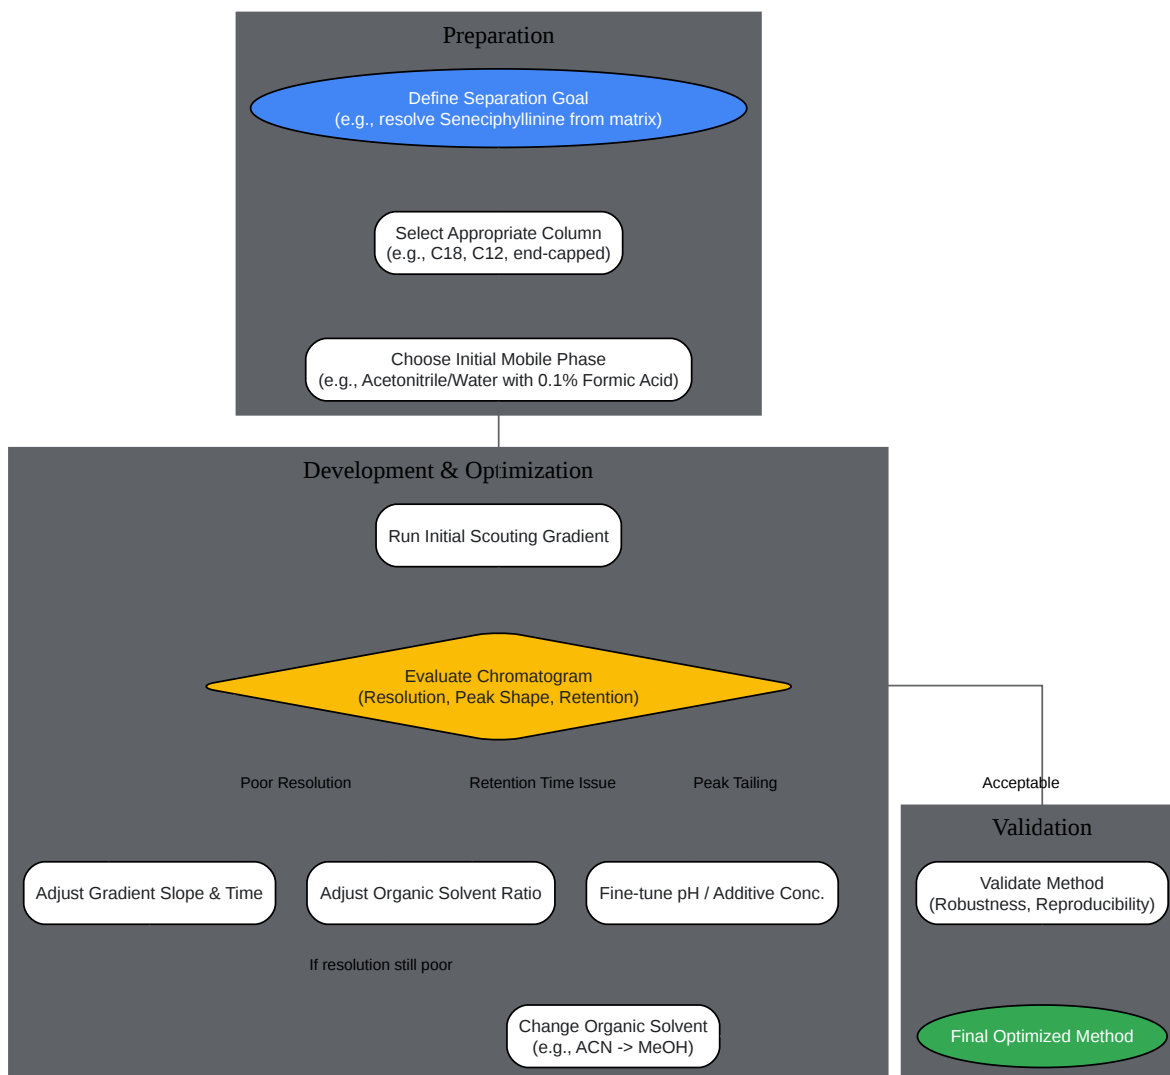 Preparation
Define Separation Goal
(e.g., resolve Seneciphyllinine from matrix)
Select Appropriate Column
(e.g., C18, C12, end-capped)
Choose Initial Mobile Phase
(e.g., Acetonitrile/Water with 0.1% Formic Acid)
Development & Optimization
Run Initial Scouting Gradient
Evaluate Chromatogram
(Resolution, Peak Shape, Retention)
Poor Resolution
Retention Time Issue
Peak Tailing
Acceptable
Adjust Gradient Slope & Time
Adjust Organic Solvent Ratio
Fine-tune pH / Additive Conc.
If resolution still poor
Change Organic Solvent
(e.g., ACN -> MeOH)
Validation
Validate Method
(Robustness, Reproducibility)
Final Optimized Method